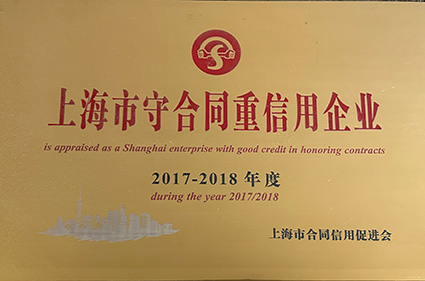 上海市守合同重信用企业
is appraised as a Shanghai enterprise with good credit in honoring contracts
2017-2018 年度
during the year 2017/2018
上海市合同信用促进会